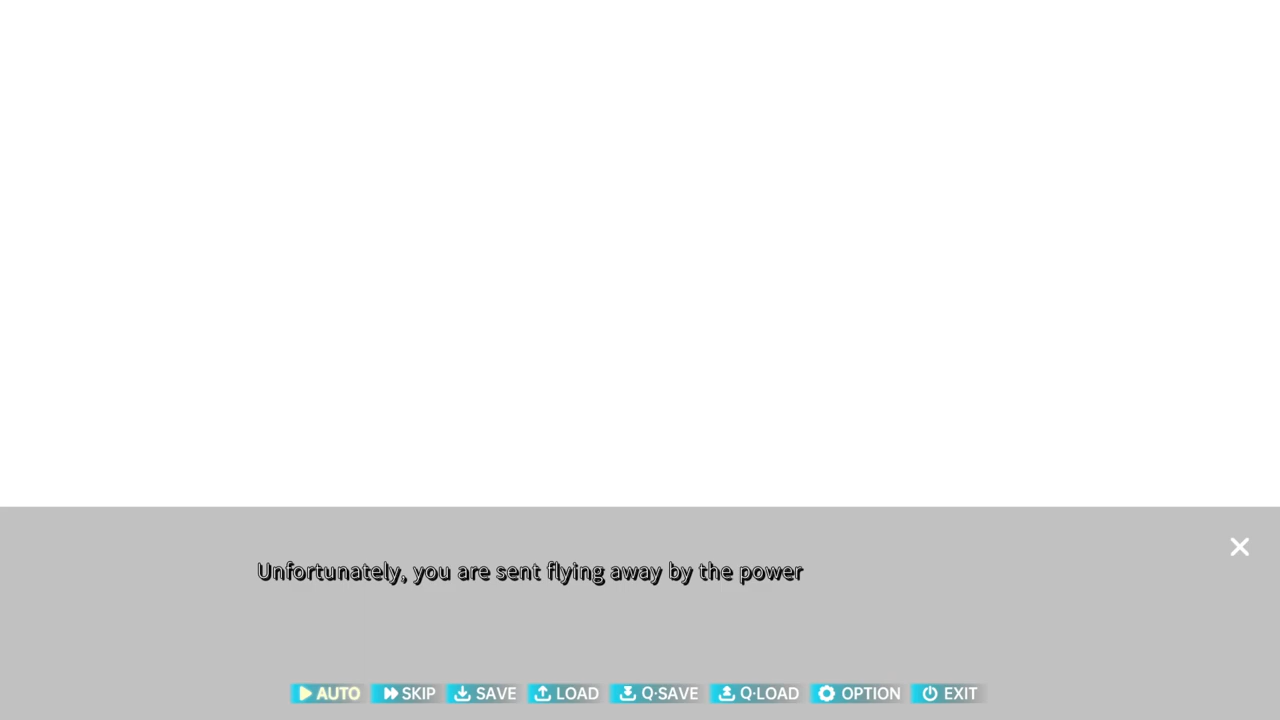 Unfortunately, you are sent flying away by the power
AUTO SKIP SAVE LOAD Q·SAVE Q·LOAD OPTION EXIT